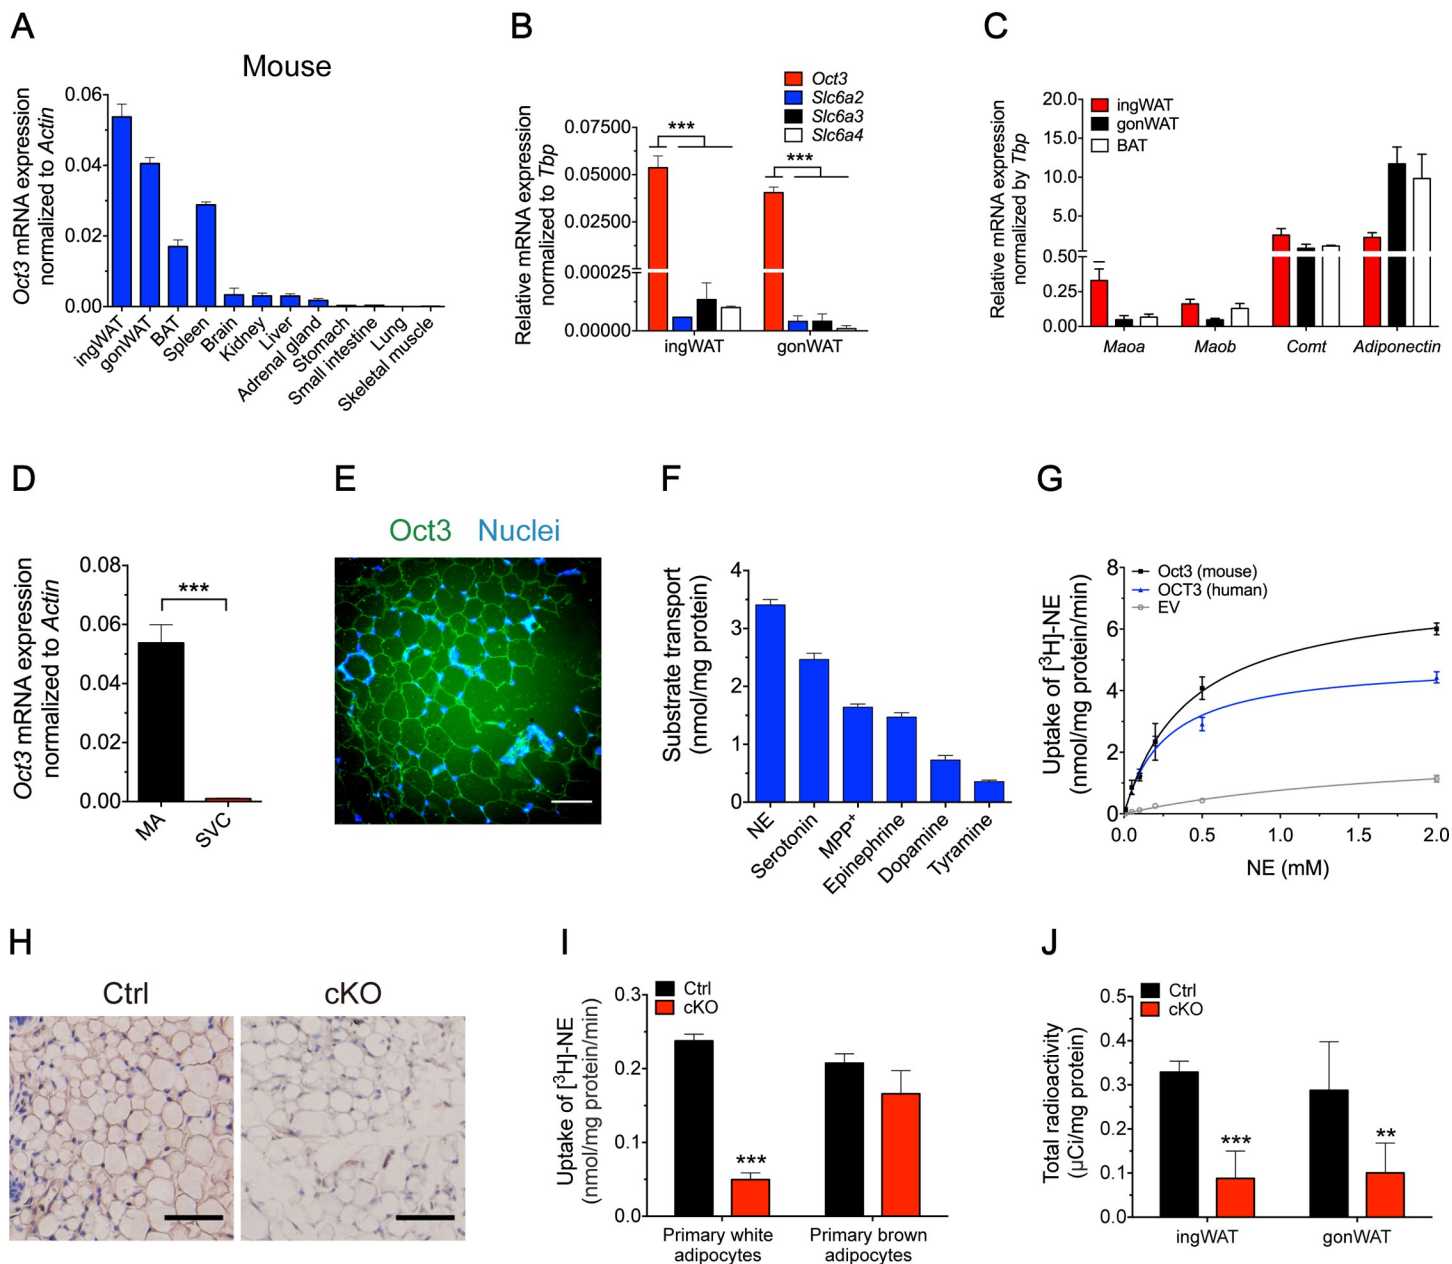 A
Mouse
Oct3 mRNA expression
normalized to Actin
0.06
0.04
0.02
0.00
ingWAT
gonWAT
BAT
Spleen
Brain
Kidney
Liver
Adrenal gland
Stomach
Small intestine
Lung
Skeletal muscle
B
Relative mRNA expression
normalized to Tbp
Oct3
Slc6a2
Slc6a3
Slc6a4
0.07500
0.05000
0.02500
0.00025
0.00000
***
***
ingWAT
gonWAT
C
Relative mRNA expression
normalized by Tbp
20.0
15.0
10.0
5.0
0.50
0.25
0.00
ingWAT
gonWAT
BAT
Maoa
Maob
Comt
Adiponectin
D
Oct3 mRNA expression
normalized to Actin
0.08
0.06
0.04
0.02
0.00
***
MA
SVC
E
Oct3 Nuclei
F
Substrate transport
(nmol/mg protein)
4
3
2
1
0
NE
Serotonin
MPP⁺
Epinephrine
Dopamine
Tyramine
G
Uptake of [³H]-NE
(nmol/mg protein/min)
8
6
4
2
0
Oct3 (mouse)
OCT3 (human)
EV
0.0
0.5
1.0
1.5
2.0
NE (mM)
H
Ctrl
cKO
I
Uptake of [³H]-NE
(nmol/mg protein/min)
0.3
0.2
0.1
0.0
Ctrl
cKO
***
Primary white
adipocytes
Primary brown
adipocytes
J
Total radioactivity
(μCi/mg protein)
0.5
0.4
0.3
0.2
0.1
0.0
Ctrl
cKO
***
**
ingWAT
gonWAT